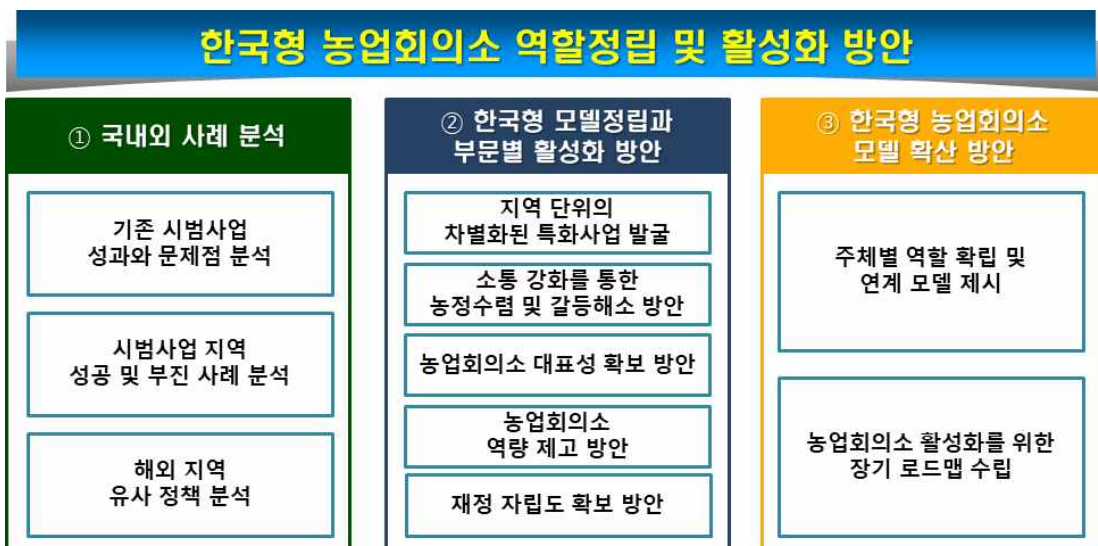 한국형 농업회의소 역할정립 및 활성화 방안
① 국내외 사례 분석
기존 시범사업
성과와 문제점 분석
시범사업 지역
성공 및 부진 사례 분석
해외 지역
유사 정책 분석
② 한국형 모델정립과
부문별 활성화 방안
지역 단위의
차별화된 특화사업 발굴
소통 강화를 통한
농정수렴 및 갈등해소 방안
농업회의소 대표성 확보 방안
농업회의소
역량 제고 방안
재정 자립도 확보 방안
③ 한국형 농업회의소
모델 확산 방안
주체별 역할 확립 및
연계 모델 제시
농업회의소 활성화를 위한
장기 로드맵 수립